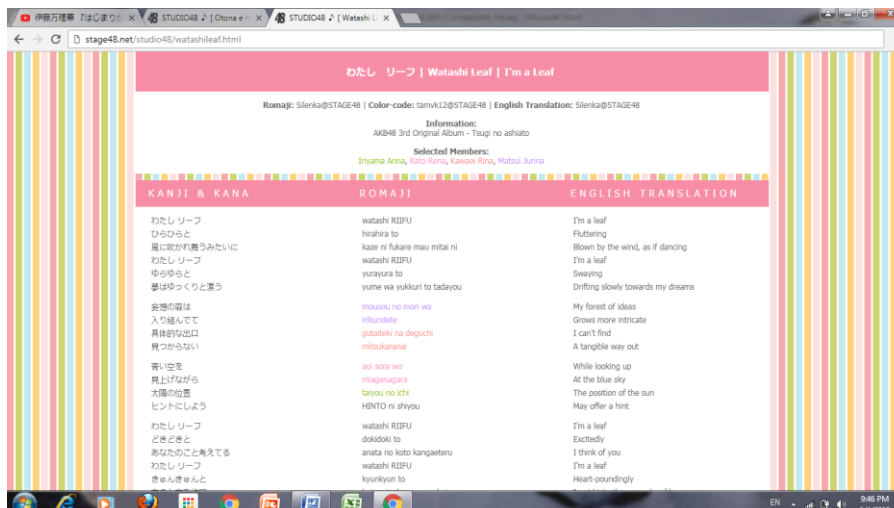 伊藤万理華 『はじまりか
STUDIO48 ♪ [ Otona e n
STUDIO48 ♪ [ Watashi L
stage48.net/studio48/watashileaf.html
わたし リーフ | Watashi Leaf | I'm a Leaf
Romaji: Silenka@STAGE48 | Color-code: tamvk12@STAGE48 | English Translation: Silenka@STAGE48
Information:
AKB48 3rd Original Album - Tsugi no ashiato
Selected Members:
Iriyama Anna, Kato Rena, Kawaei Rina, Matsui Jurina
KANJI & KANA ROMAJI ENGLISH TRANSLATION
わたし リーフ watashi RIIFU I'm a leaf
ひらひらと hirahira to Fluttering
風に吹かれ舞うみたいに kaze ni fukare mau mitai ni Blown by the wind, as if dancing
わたし リーフ watashi RIIFU I'm a leaf
ゆらゆらと yurayura to Swaying
夢はゆっくりと漂う yume wa yukkuri to tadayou Drifting slowly towards my dreams
妄想の森は mousou no mori wa My forest of ideas
入り組んでて irikundete Grows more intricate
具体的な出口 gutaiteki na deguchi I can't find
見つからない mitsukaranai A tangible way out
青い空を aoi sora wo While looking up
見上げながら miagenagara At the blue sky
太陽の位置 taiyou no ichi The position of the sun
ヒントにしよう HINTO ni shiyou May offer a hint
わたし リーフ watashi RIIFU I'm a leaf
どきどきと dokidoki to Excitedly
あなたのこと考えてる anata no koto kangaeteru I think of you
わたし リーフ watashi RIIFU I'm a leaf
きゅんきゅんと kyunkyun to Heart-poundingly
EN 9:46 PM